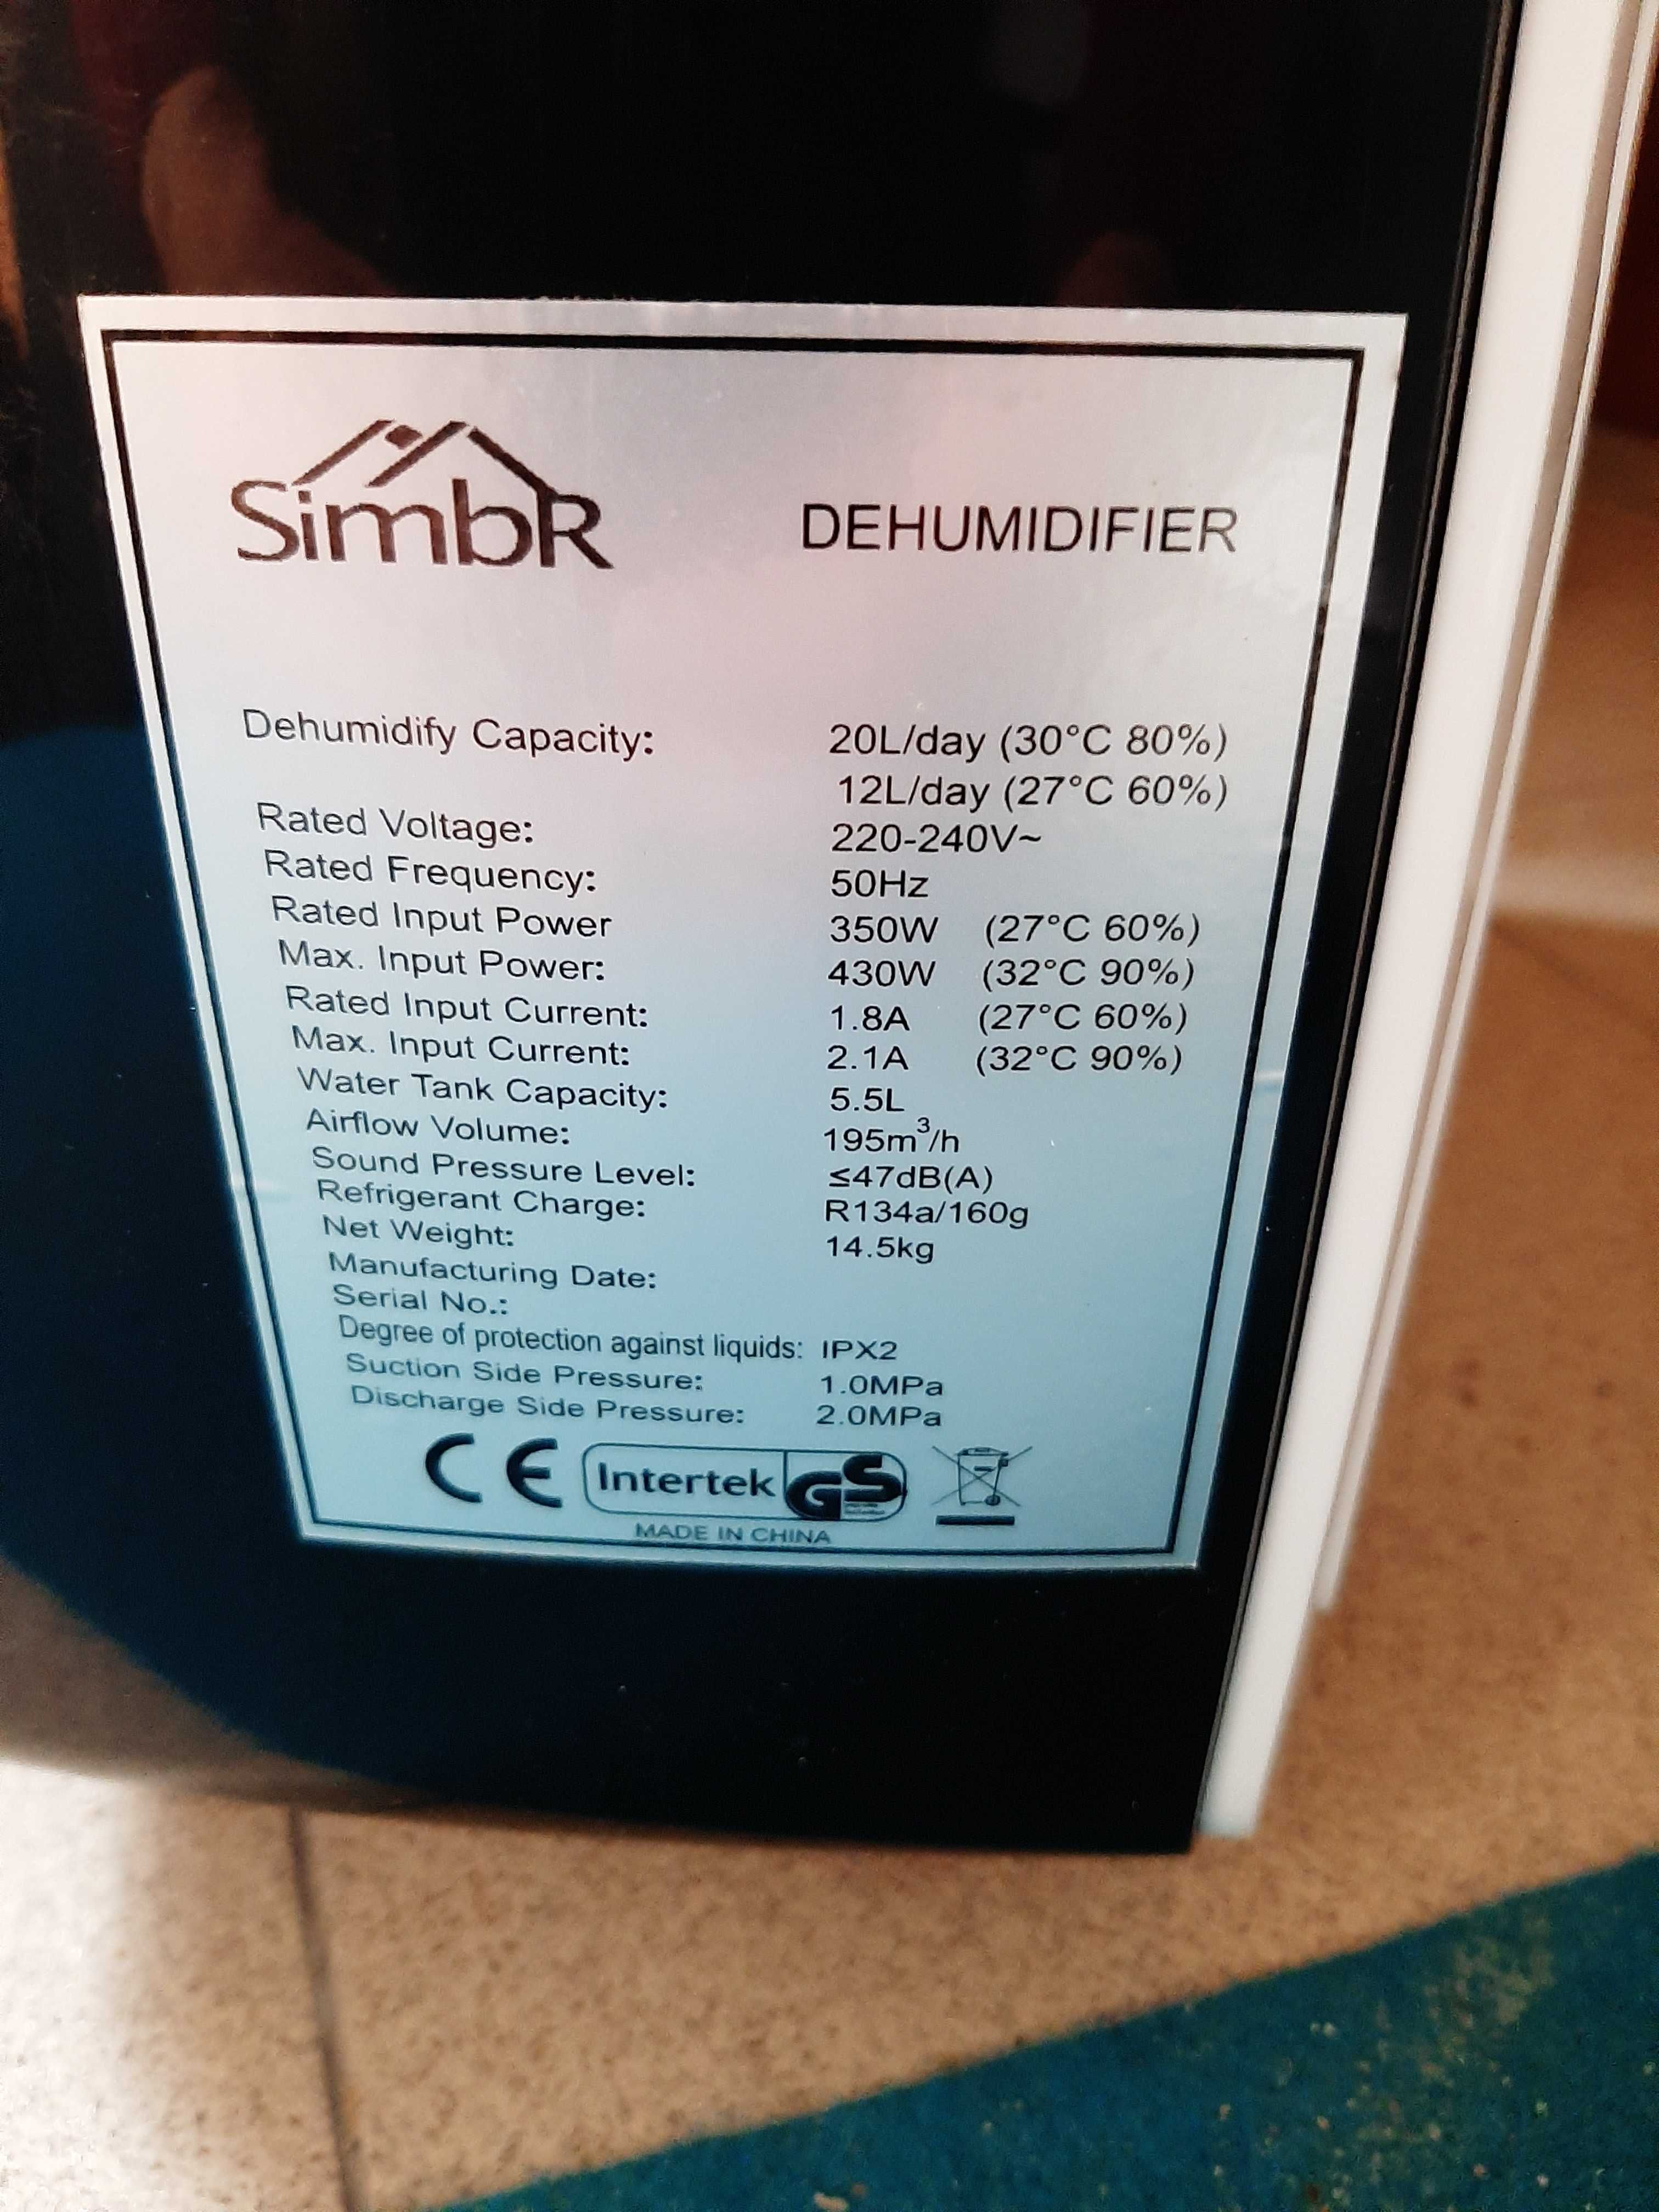 SimbR DEHUMIDIFIER
Dehumidify Capacity: 20L/day (30°C 80%)
12L/day (27°C 60%)
Rated Voltage: 220-240V~
Rated Frequency: 50Hz
Rated Input Power 350W (27°C 60%)
Max. Input Power: 430W (32°C 90%)
Rated Input Current: 1.8A (27°C 60%)
Max. Input Current: 2.1A (32°C 90%)
Water Tank Capacity: 5.5L
Airflow Volume: 195m³/h
Sound Pressure Level: ≤47dB(A)
Refrigerant Charge: R134a/160g
Net Weight: 14.5kg
Manufacturing Date:
Serial No.:
Degree of protection against liquids: IPX2
Suction Side Pressure: 1.0MPa
Discharge Side Pressure: 2.0MPa
CE Intertek GS
MADE IN CHINA